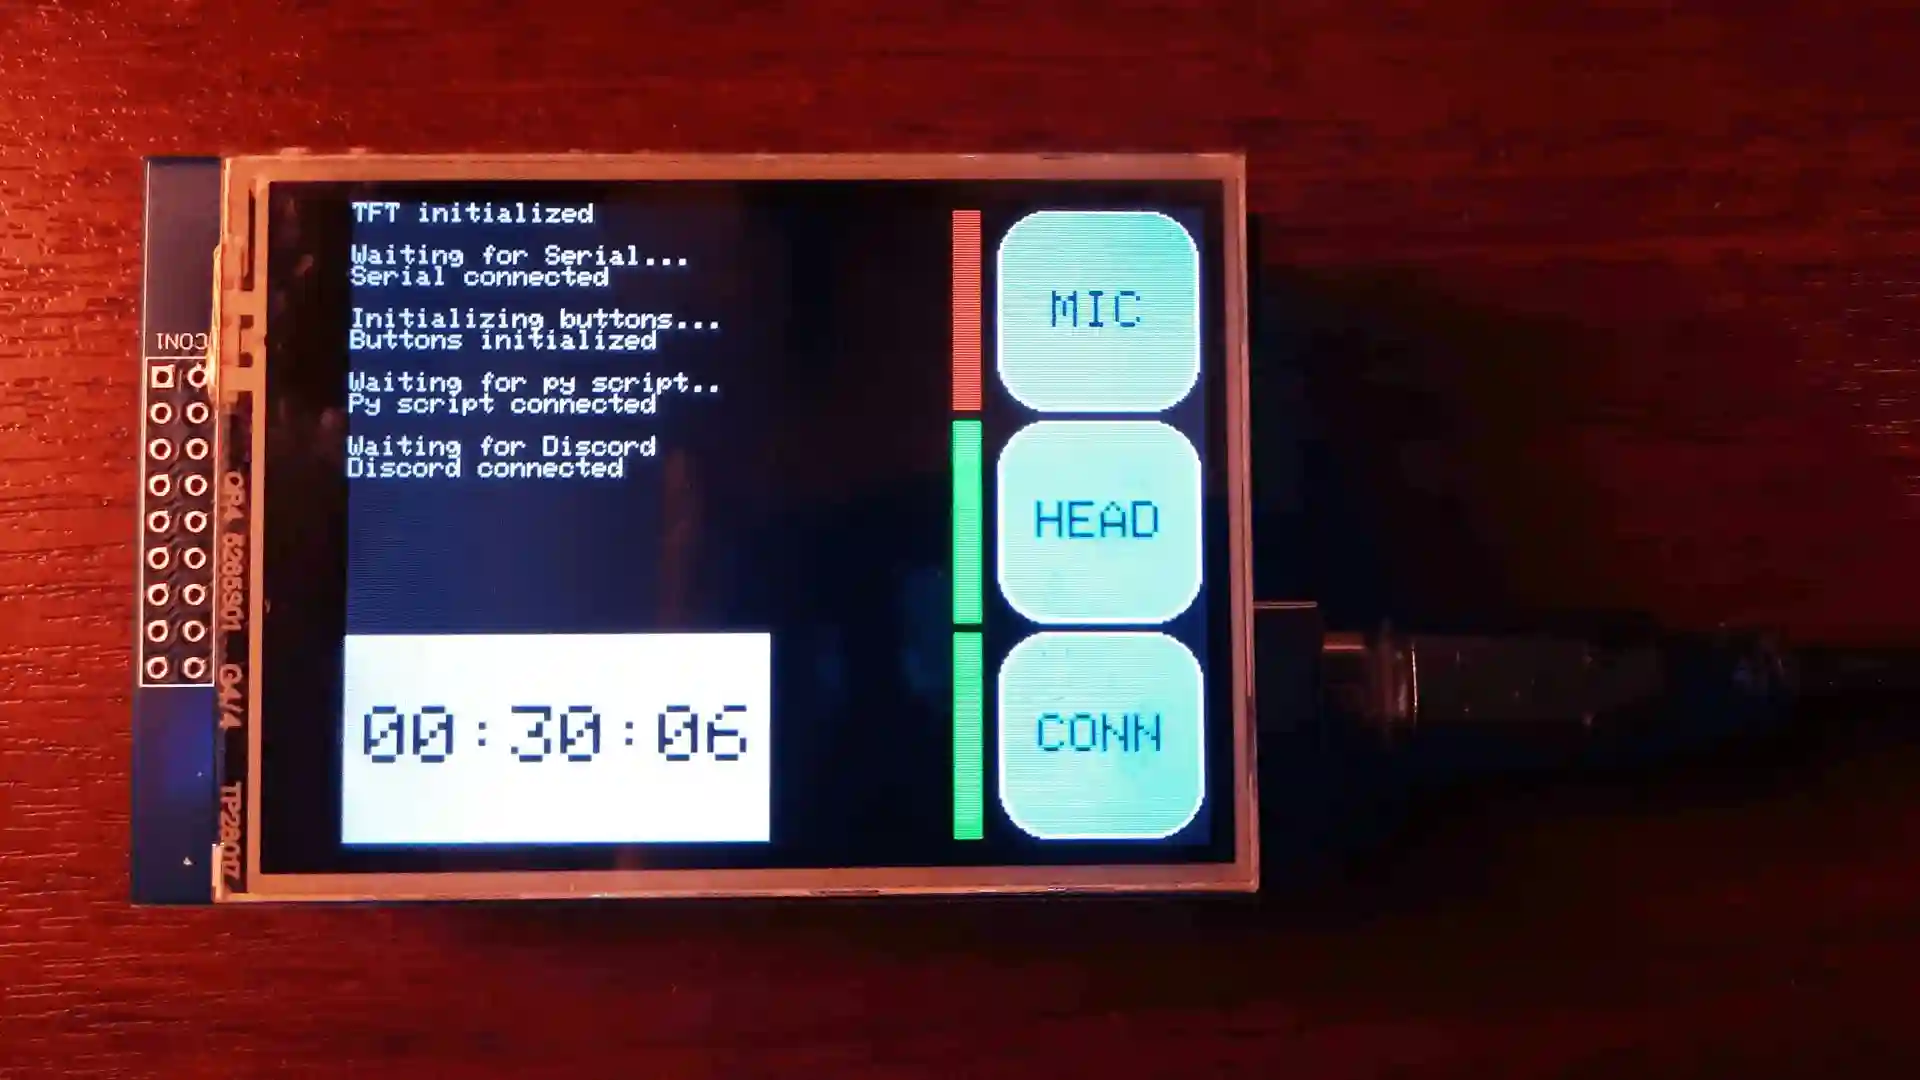 TFT initialized
Waiting for Serial...
Serial connected
Initializing buttons...
Buttons initialized
Waiting for py script..
Py script connected
Waiting for Discord
Discord connected
00:30:06
MIC
HEAD
CONN
CON1
TP28017